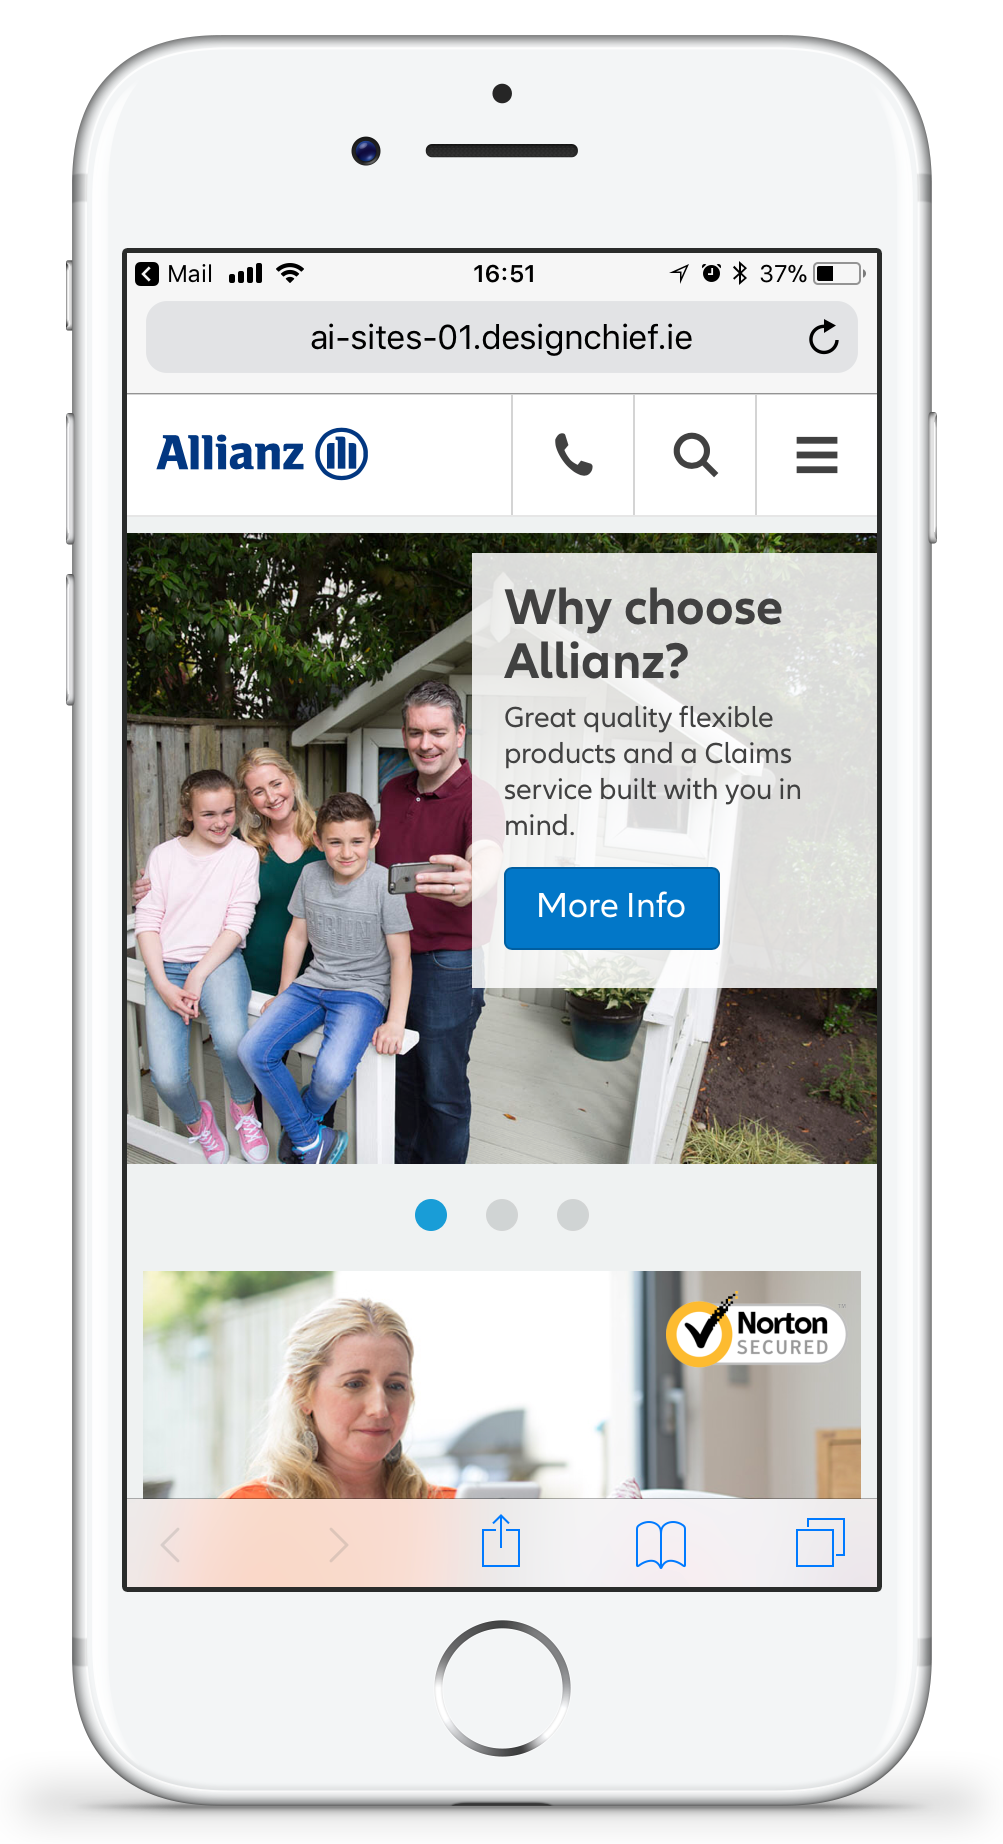 Mail 16:51 37%
ai-sites-01.designchief.ie
Allianz
Why choose
Allianz?
Great quality flexible
products and a Claims
service built with you in
mind.
More Info
Norton
SECURED